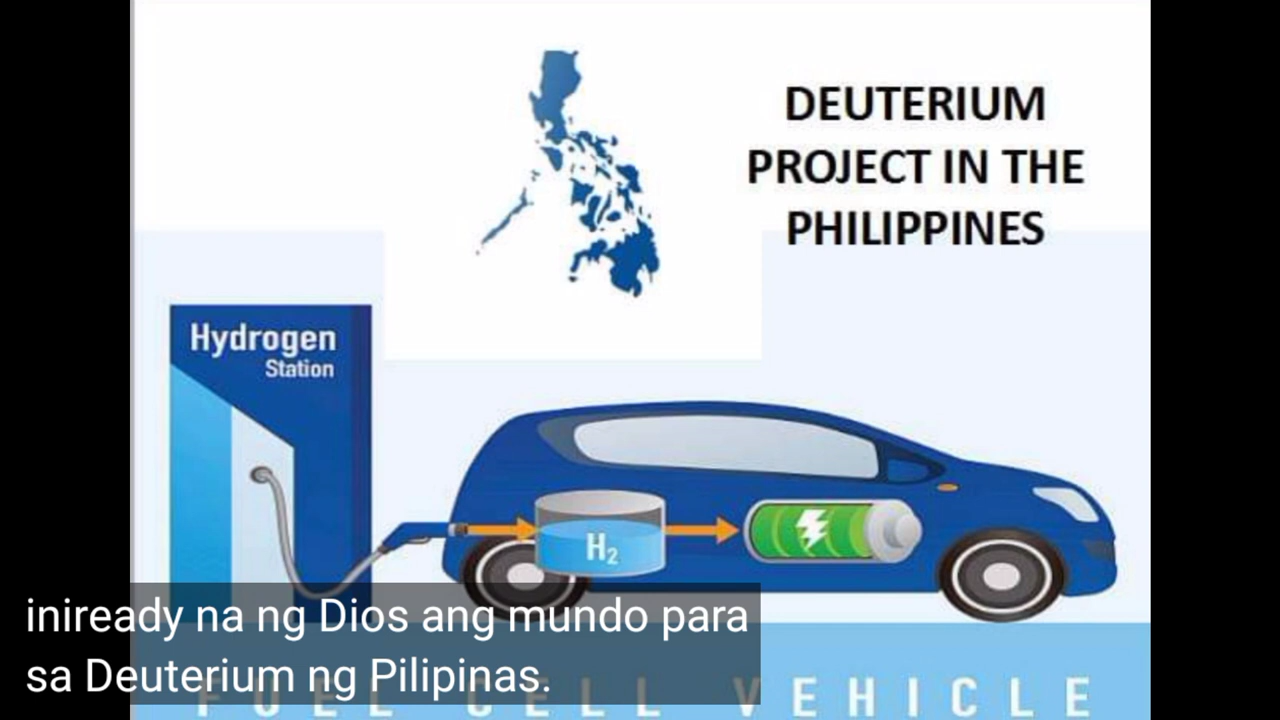 DEUTERIUM
PROJECT IN THE
PHILIPPINES
Hydrogen
Station
H₂
iniready na ng Dios ang mundo para
sa Deuterium ng Pilipinas.
FUEL CELL VEHICLE